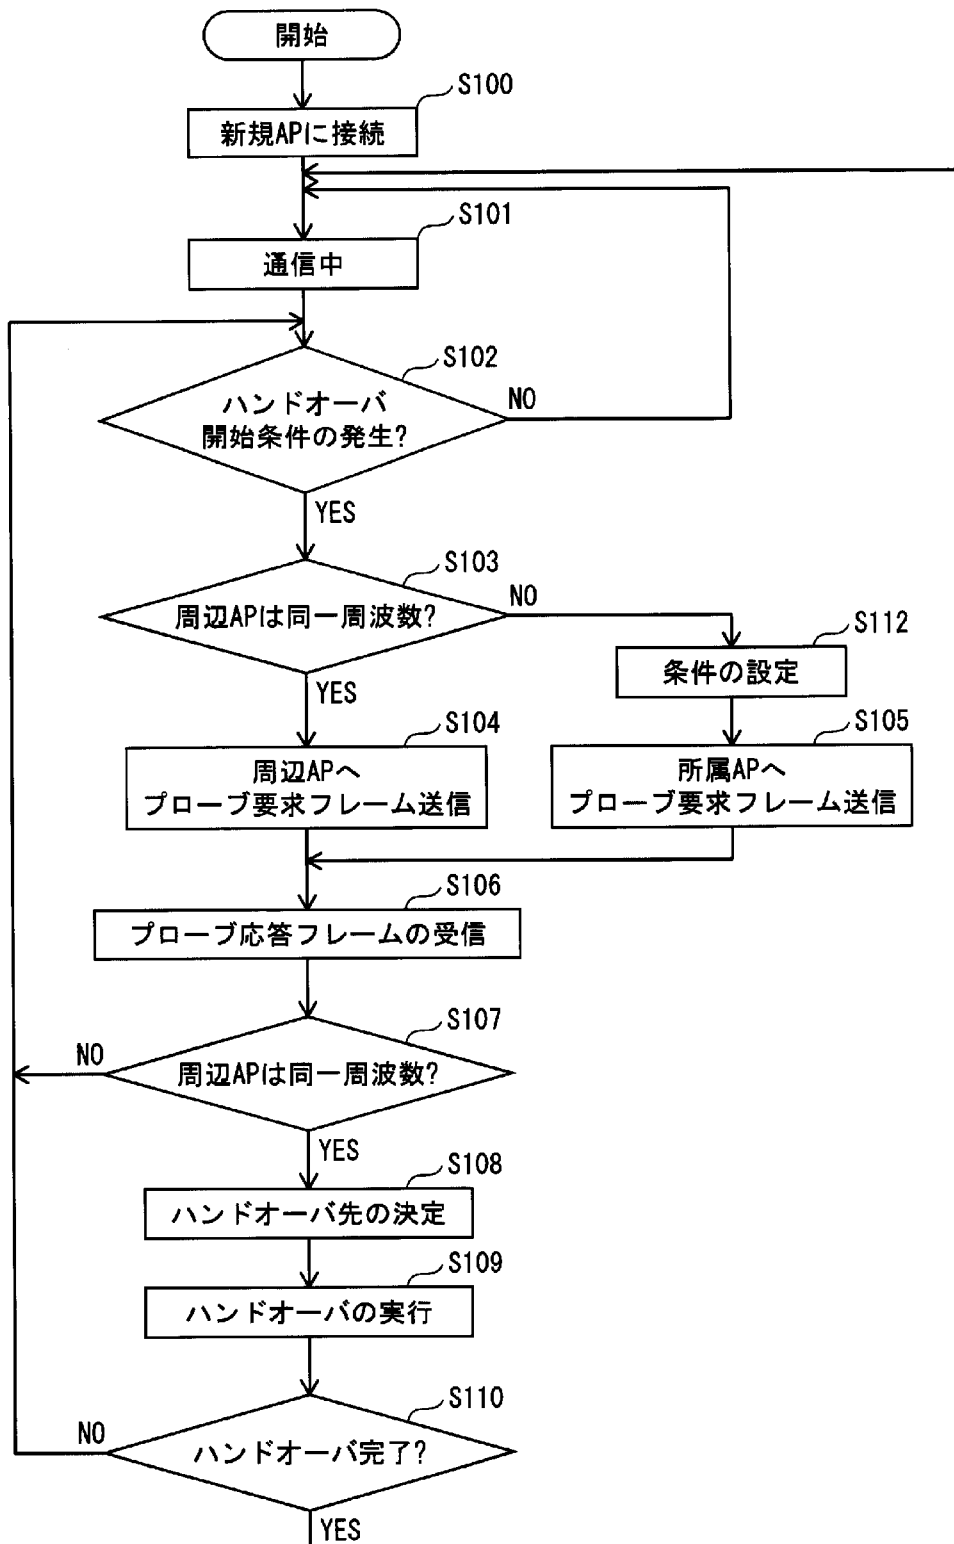 開始
S100
新規APに接続
S101
通信中
S102
ハンドオーバ
開始条件の発生?
NO
YES
S103
周辺APは同一周波数?
NO
YES
S112
条件の設定
S104
周辺APへ
プローブ要求フレーム送信
S105
所属APへ
プローブ要求フレーム送信
S106
プローブ応答フレームの受信
S107
周辺APは同一周波数?
NO
YES
S108
ハンドオーバ先の決定
S109
ハンドオーバの実行
S110
ハンドオーバ完了?
NO
YES